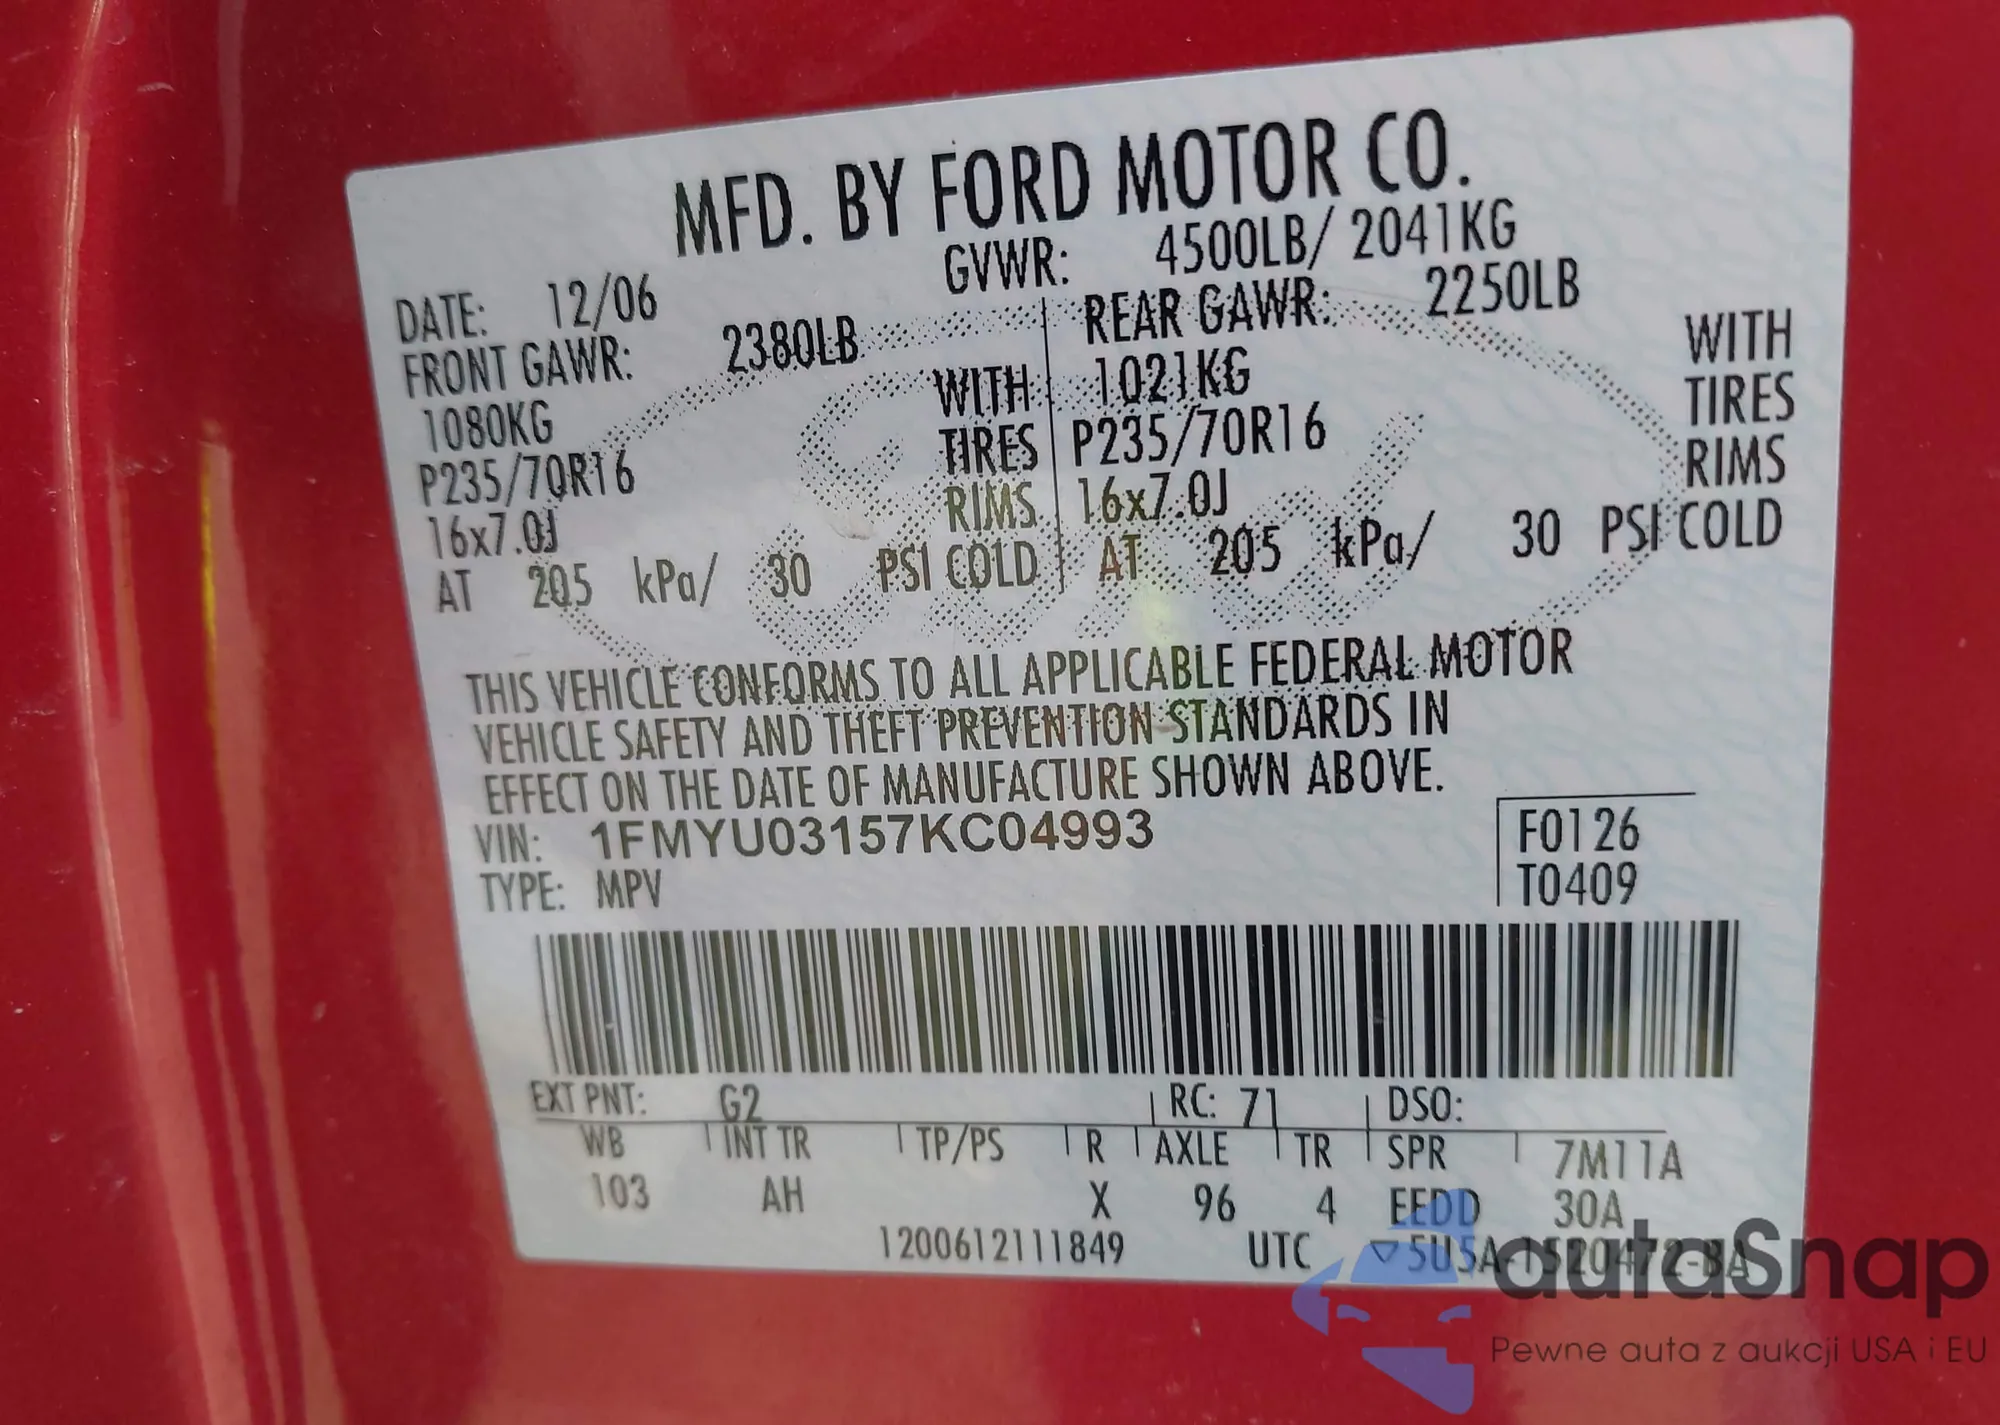 MFD. BY FORD MOTOR CO.
DATE: 12/06 GVWR: 4500LB/ 2041KG
FRONT GAWR: 2380LB REAR GAWR: 2250LB
1080KG WITH 1021KG WITH
P235/70R16 TIRES P235/70R16 TIRES
16x7.0J RIMS 16x7.0J RIMS
AT 205 kPa/ 30 PSI COLD AT 205 kPa/ 30 PSI COLD
THIS VEHICLE CONFORMS TO ALL APPLICABLE FEDERAL MOTOR
VEHICLE SAFETY AND THEFT PREVENTION STANDARDS IN
EFFECT ON THE DATE OF MANUFACTURE SHOWN ABOVE.
VIN: 1FMYU03157KC04993 F0126
TYPE: MPV T0409
EXT PNT: G2 RC: 71 DSO:
WB INT TR TP/PS R AXLE TR SPR 7M11A
103 AH X 96 4 EEDD 30A
1200612111849 UTC ▽5U5A-1520472-BA
autaSnap
Pewne auta z aukcji USA i EU